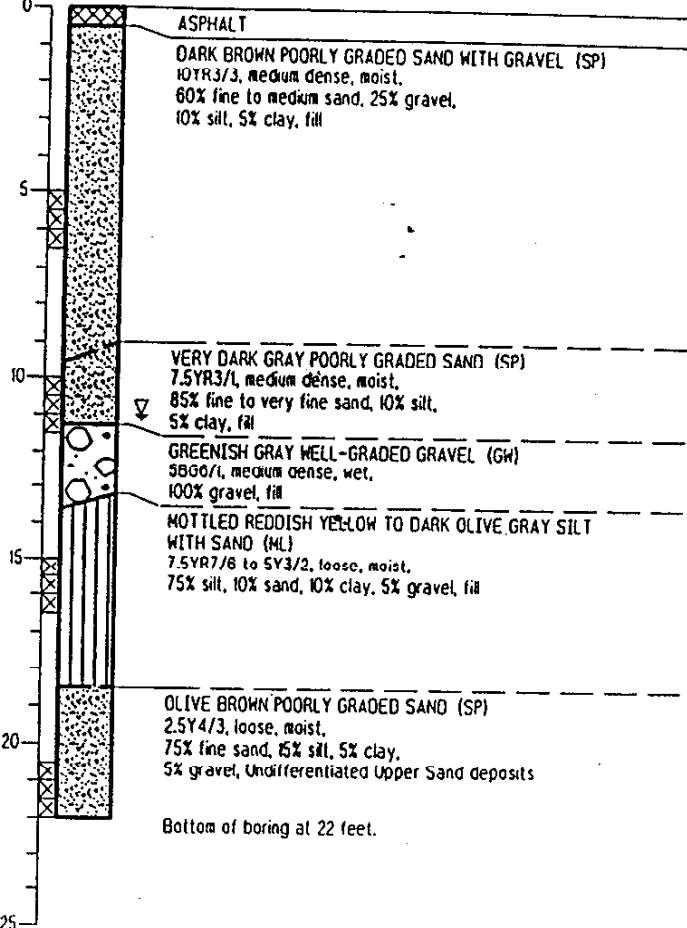 0
ASPHALT
DARK BROWN POORLY GRADED SAND WITH GRAVEL (SP)
10YR3/3, medium dense, moist,
60% fine to medium sand, 25% gravel,
10% silt, 5% clay, fill
5
VERY DARK GRAY POORLY GRADED SAND (SP)
10
7.5YR3/1, medium dense, moist,
85% fine to very fine sand, 10% silt,
5% clay, fill
GREENISH GRAY WELL-GRADED GRAVEL (GW)
5BG6/1, medium dense, wet,
100% gravel, fill
MOTTLED REDDISH YELLOW TO DARK OLIVE GRAY SILT
WITH SAND (ML)
15
7.5YR7/6 to 5Y3/2, loose, moist,
75% silt, 10% sand, 10% clay, 5% gravel, fill
OLIVE BROWN POORLY GRADED SAND (SP)
2.5Y4/3, loose, moist,
20
75% fine sand, 15% silt, 5% clay,
5% gravel, Undifferentiated Upper Sand deposits
Bottom of boring at 22 feet.
25